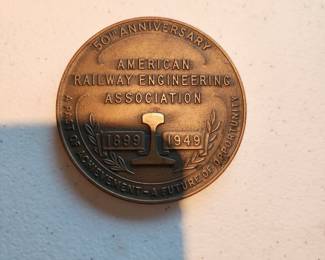 50TH ANNIVERSARY
AMERICAN
RAILWAY ENGINEERING
ASSOCIATION
1899 1949
A PAST OF ACHIEVEMENT - A FUTURE OF OPPORTUNITY